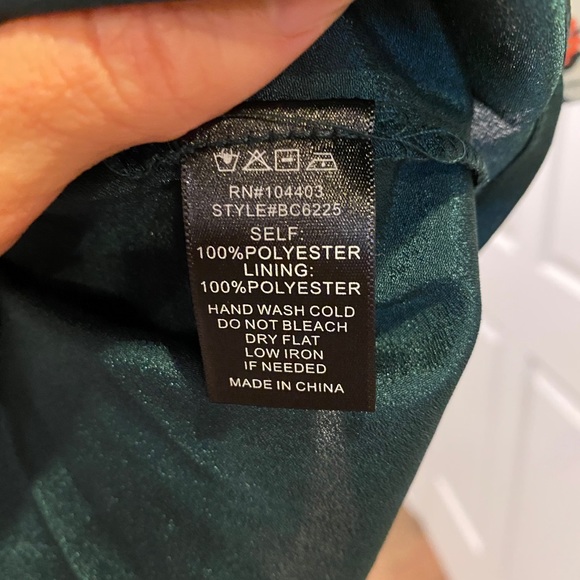 RN#104403
STYLE#BC6225
SELF:
100%POLYESTER
LINING:
100%POLYESTER
HAND WASH COLD
DO NOT BLEACH
DRY FLAT
LOW IRON
IF NEEDED
MADE IN CHINA